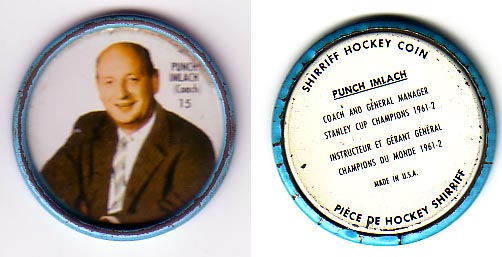 PUNCH
IMLACH
(Coach)
15
SHIRRIFF HOCKEY COIN
PUNCH IMLACH
COACH AND GÉNERAL MANAGER
STANLEY CUP CHAMPIONS 1961-2
INSTRUCTEUR ET GÉRANT GÉNÉRAL
CHAMPIONS DU MONDE 1961-2
MADE IN U.S.A.
PIÈCE DE HOCKEY SHIRRIFF